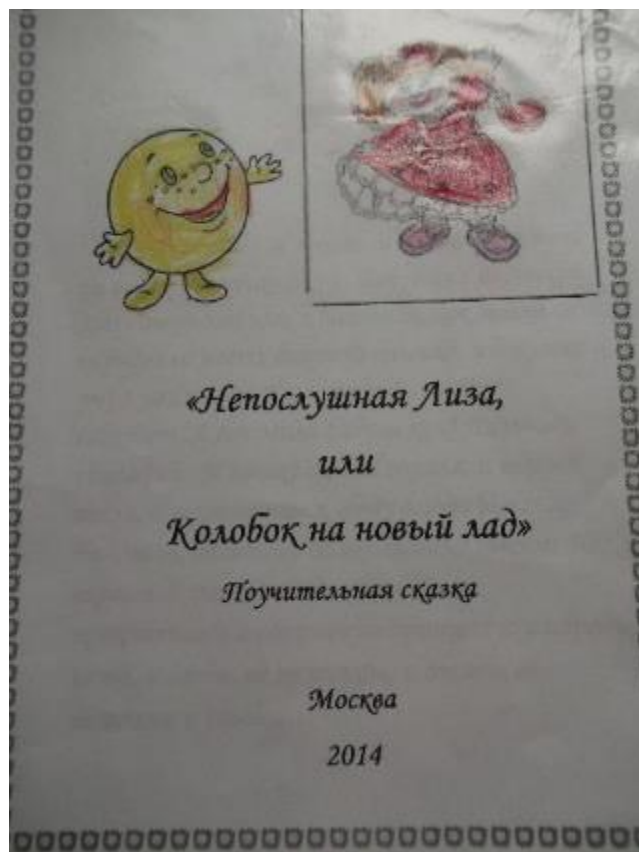 «Непослушная Лиза,
или
Колобок на новый лад»
Поучительная сказка
Москва
2014